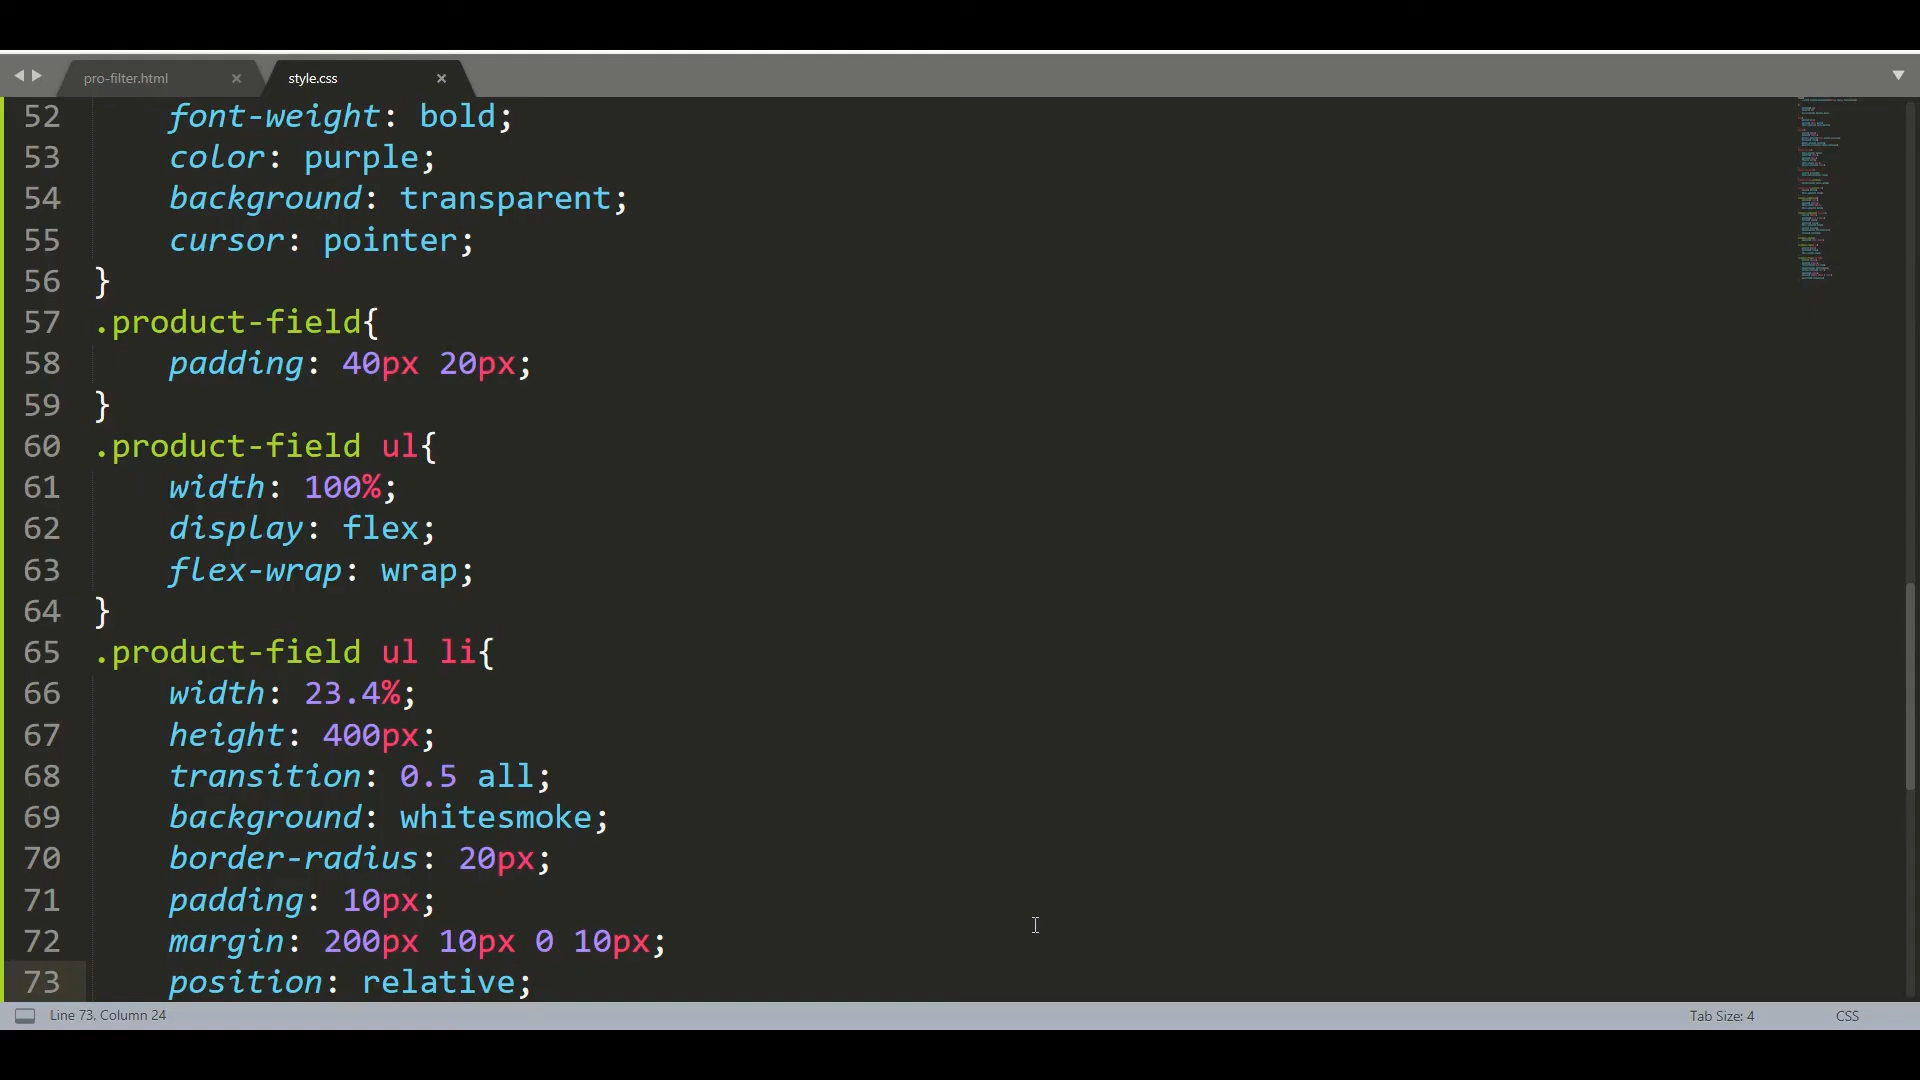 pro-filter.html
style.css
52 font-weight: bold;
53 color: purple;
54 background: transparent;
55 cursor: pointer;
56 }
57 .product-field{
58 padding: 40px 20px;
59 }
60 .product-field ul{
61 width: 100%;
62 display: flex;
63 flex-wrap: wrap;
64 }
65 .product-field ul li{
66 width: 23.4%;
67 height: 400px;
68 transition: 0.5 all;
69 background: whitesmoke;
70 border-radius: 20px;
71 padding: 10px;
72 margin: 200px 10px 0 10px;
73 position: relative;
Line 73, Column 24
Tab Size: 4
CSS